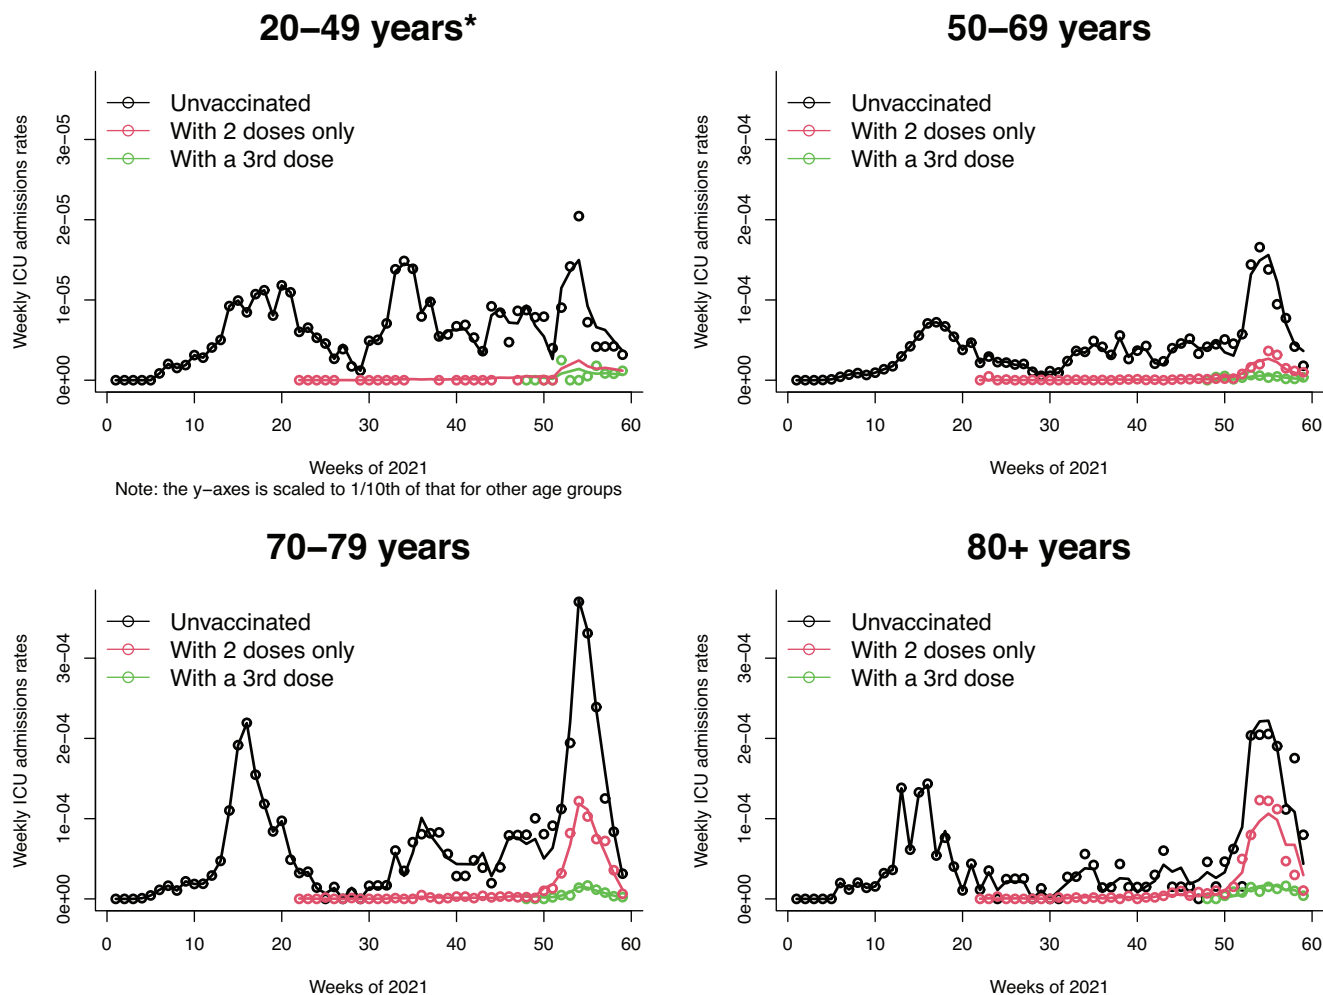 20–49 years*
Weekly ICU admissions rates
0e+00 1e−05 2e−05 3e−05
Unvaccinated
With 2 doses only
With a 3rd dose
0 10 20 30 40 50 60
Weeks of 2021
Note: the y−axes is scaled to 1/10th of that for other age groups
50–69 years
Weekly ICU admissions rates
0e+00 1e−04 2e−04 3e−04
Unvaccinated
With 2 doses only
With a 3rd dose
0 10 20 30 40 50 60
Weeks of 2021
70–79 years
Weekly ICU admissions rates
0e+00 1e−04 2e−04 3e−04
Unvaccinated
With 2 doses only
With a 3rd dose
0 10 20 30 40 50 60
Weeks of 2021
80+ years
Weekly ICU admissions rates
0e+00 1e−04 2e−04 3e−04
Unvaccinated
With 2 doses only
With a 3rd dose
0 10 20 30 40 50 60
Weeks of 2021